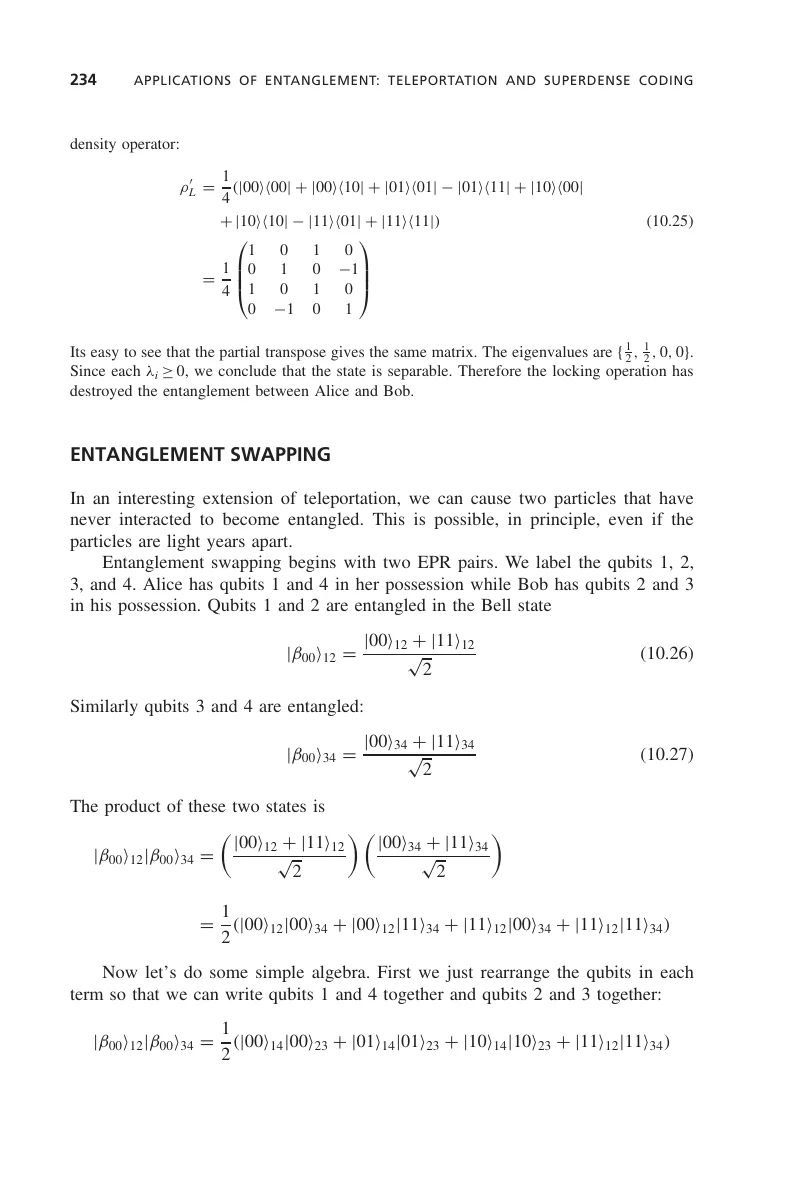 234 APPLICATIONS OF ENTANGLEMENT: TELEPORTATION AND SUPERDENSE CODING
density operator:
ρ′_L = 1/4 (|00⟩⟨00| + |00⟩⟨10| + |01⟩⟨01| − |01⟩⟨11| + |10⟩⟨00|
+ |10⟩⟨10| − |11⟩⟨01| + |11⟩⟨11|) (10.25)
= 1/4 ( 1 0 1 0
0 1 0 −1
1 0 1 0
0 −1 0 1 )
Its easy to see that the partial transpose gives the same matrix. The eigenvalues are {1/2, 1/2, 0, 0}.
Since each λᵢ ≥ 0, we conclude that the state is separable. Therefore the locking operation has
destroyed the entanglement between Alice and Bob.
ENTANGLEMENT SWAPPING
In an interesting extension of teleportation, we can cause two particles that have
never interacted to become entangled. This is possible, in principle, even if the
particles are light years apart.
Entanglement swapping begins with two EPR pairs. We label the qubits 1, 2,
3, and 4. Alice has qubits 1 and 4 in her possession while Bob has qubits 2 and 3
in his possession. Qubits 1 and 2 are entangled in the Bell state
|β₀₀⟩₁₂ = (|00⟩₁₂ + |11⟩₁₂)/√2 (10.26)
Similarly qubits 3 and 4 are entangled:
|β₀₀⟩₃₄ = (|00⟩₃₄ + |11⟩₃₄)/√2 (10.27)
The product of these two states is
|β₀₀⟩₁₂|β₀₀⟩₃₄ = ((|00⟩₁₂ + |11⟩₁₂)/√2) ((|00⟩₃₄ + |11⟩₃₄)/√2)
= 1/2 (|00⟩₁₂|00⟩₃₄ + |00⟩₁₂|11⟩₃₄ + |11⟩₁₂|00⟩₃₄ + |11⟩₁₂|11⟩₃₄)
Now let's do some simple algebra. First we just rearrange the qubits in each
term so that we can write qubits 1 and 4 together and qubits 2 and 3 together:
|β₀₀⟩₁₂|β₀₀⟩₃₄ = 1/2 (|00⟩₁₄|00⟩₂₃ + |01⟩₁₄|01⟩₂₃ + |10⟩₁₄|10⟩₂₃ + |11⟩₁₂|11⟩₃₄)